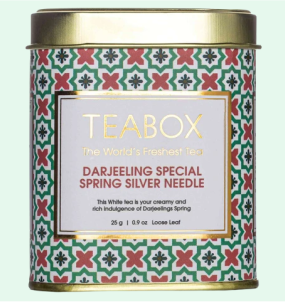 TEABOX
The World's Freshest Tea
DARJEELING SPECIAL
SPRING SILVER NEEDLE
This White tea is your creamy and
rich indulgence of Darjeelings Spring
25 g | 0.9 oz Loose Leaf